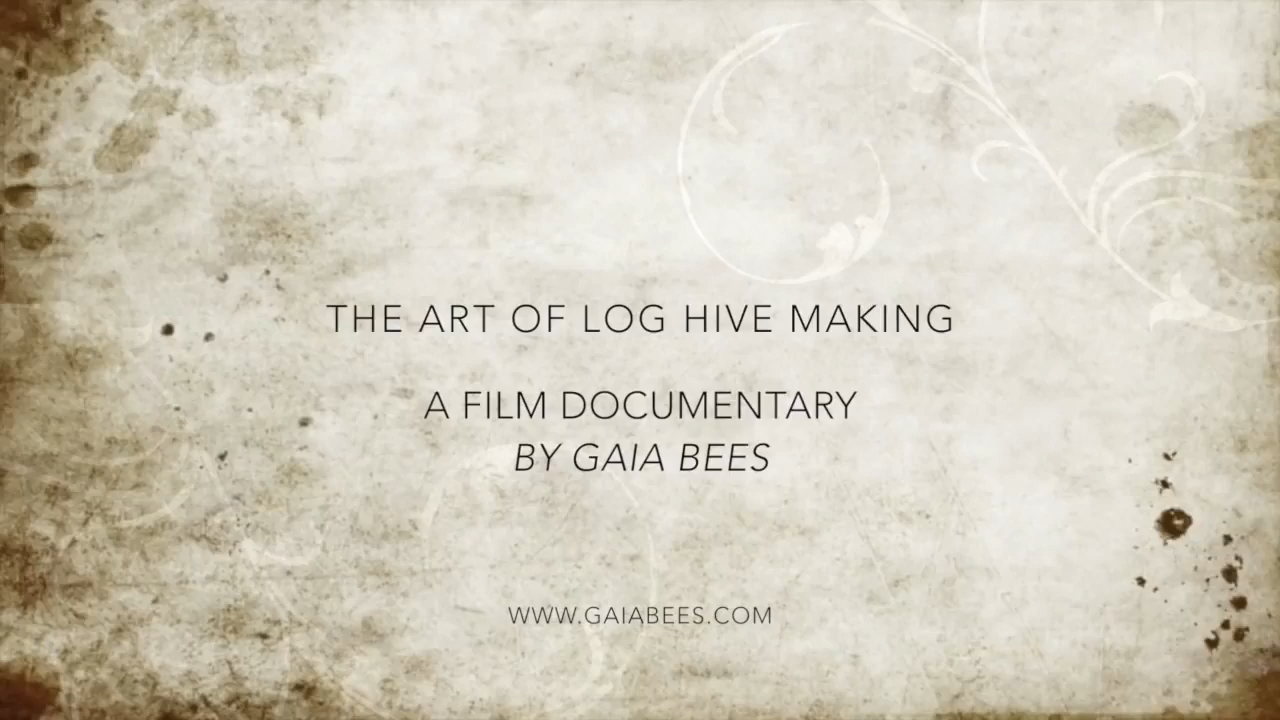 THE ART OF LOG HIVE MAKING
A FILM DOCUMENTARY
BY GAIA BEES
WWW.GAIABEES.COM